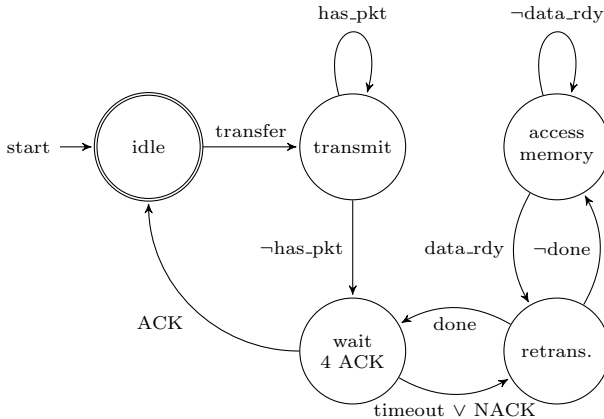 has_pkt
¬data_rdy
start
idle
transfer
transmit
access
memory
¬has_pkt
data_rdy
¬done
ACK
wait
4 ACK
done
retrans.
timeout ∨ NACK